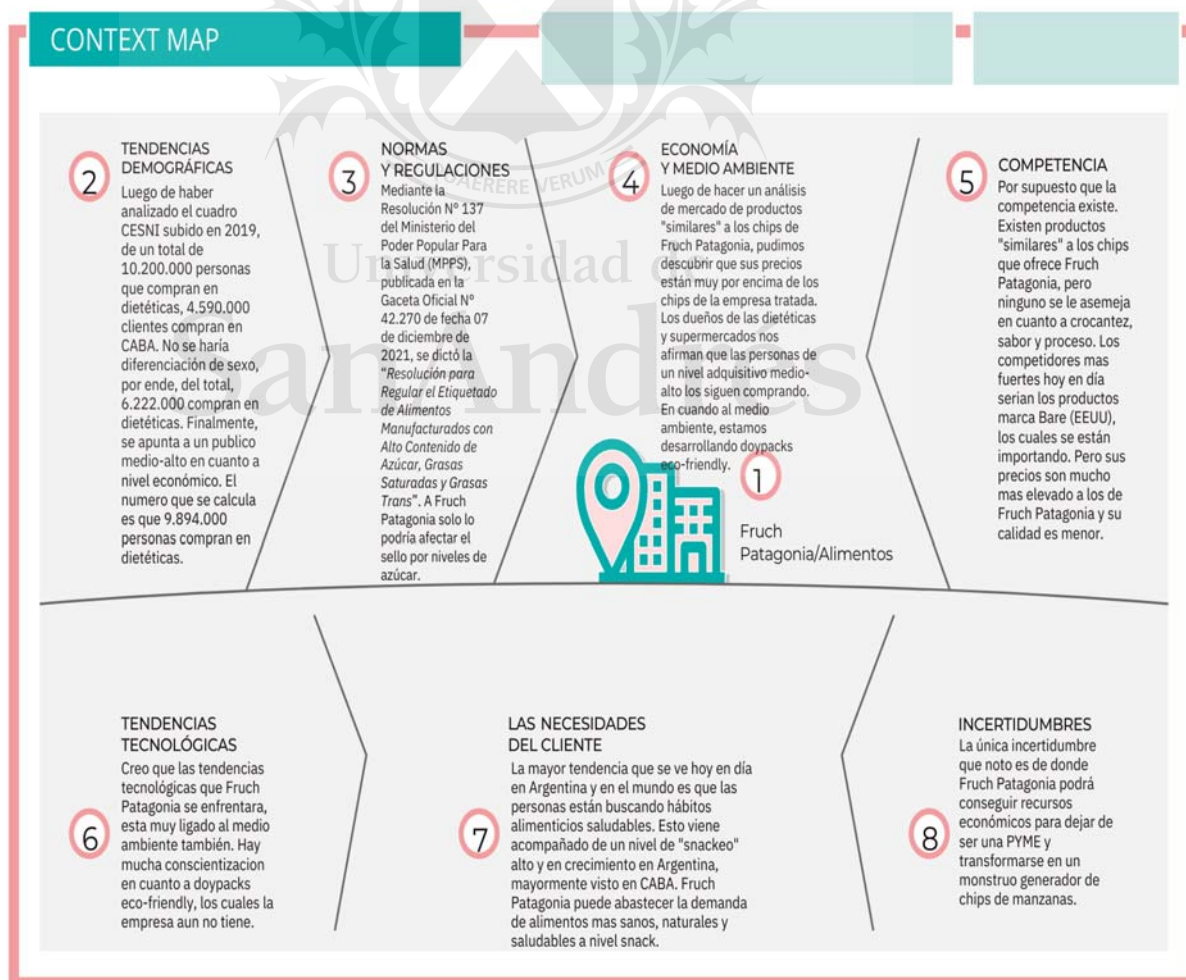 CONTEXT MAP
2
TENDENCIAS
DEMOGRÁFICAS
Luego de haber
analizado el cuadro
CESNI subido en 2019,
de un total de
10.200.000 personas
que compran en
dietéticas, 4.590.000
clientes compran en
CABA. No se haría
diferenciación de sexo,
por ende, del total,
6.222.000 compran en
dietéticas. Finalmente,
se apunta a un publico
medio-alto en cuanto a
nivel económico. El
numero que se calcula
es que 9.894.000
personas compran en
dietéticas.
3
NORMAS
Y REGULACIONES
Mediante la
Resolución Nº 137
del Ministerio del
Poder Popular Para
la Salud (MPPS),
publicada en la
Gaceta Oficial Nº
42.270 de fecha 07
de diciembre de
2021, se dictó la
"Resolución para
Regular el Etiquetado
de Alimentos
Manufacturados con
Alto Contenido de
Azúcar, Grasas
Saturadas y Grasas
Trans". A Fruch
Patagonia solo lo
podría afectar el
sello por niveles de
azúcar.
4
ECONOMÍA
Y MEDIO AMBIENTE
Luego de hacer un análisis
de mercado de productos
"similares" a los chips de
Fruch Patagonia, pudimos
descubrir que sus precios
están muy por encima de los
chips de la empresa tratada.
Los dueños de las dietéticas
y supermercados nos
afirman que las personas de
un nivel adquisitivo medio-
alto los siguen comprando.
En cuando al medio
ambiente, estamos
desarrollando doypacks
eco-friendly.
1
Fruch
Patagonia/Alimentos
5
COMPETENCIA
Por supuesto que la
competencia existe.
Existen productos
"similares" a los chips
que ofrece Fruch
Patagonia, pero
ninguno se le asemeja
en cuanto a crocantez,
sabor y proceso. Los
competidores mas
fuertes hoy en día
serian los productos
marca Bare (EEUU),
los cuales se están
importando. Pero sus
precios son mucho
mas elevado a los de
Fruch Patagonia y su
calidad es menor.
6
TENDENCIAS
TECNOLÓGICAS
Creo que las tendencias
tecnológicas que Fruch
Patagonia se enfrentara,
esta muy ligado al medio
ambiente también. Hay
mucha conscientizacion
en cuanto a doypacks
eco-friendly, los cuales la
empresa aun no tiene.
7
LAS NECESIDADES
DEL CLIENTE
La mayor tendencia que se ve hoy en día
en Argentina y en el mundo es que las
personas están buscando hábitos
alimenticios saludables. Esto viene
acompañado de un nivel de "snackeo"
alto y en crecimiento en Argentina,
mayormente visto en CABA. Fruch
Patagonia puede abastecer la demanda
de alimentos mas sanos, naturales y
saludables a nivel snack.
8
INCERTIDUMBRES
La única incertidumbre
que noto es de donde
Fruch Patagonia podrá
conseguir recursos
económicos para dejar de
ser una PYME y
transformarse en un
monstruo generador de
chips de manzanas.
QUAERERE VERUM
Universidad de
SanAndrés